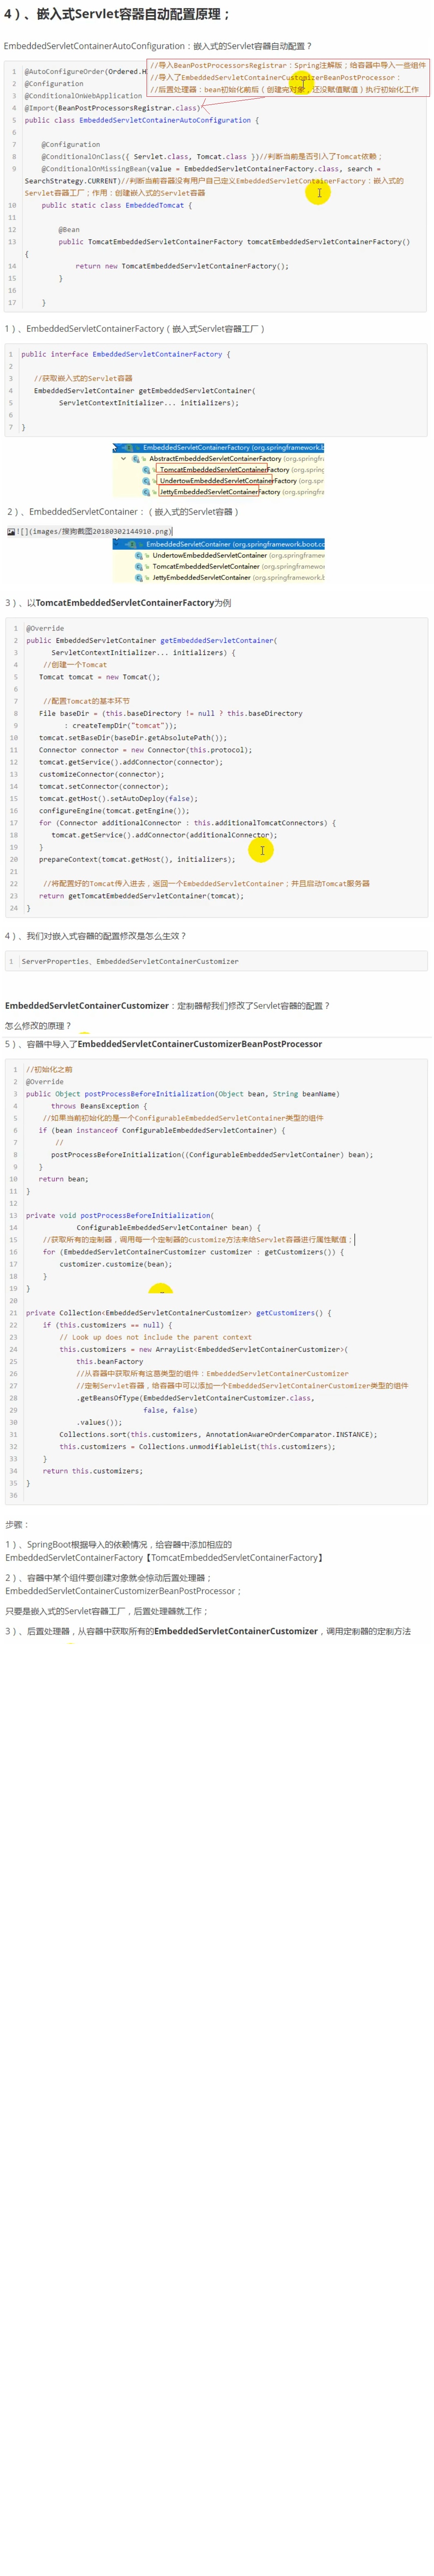 4）、嵌入式Servlet容器自动配置原理；
EmbeddedServletContainerAutoConfiguration：嵌入式的Servlet容器自动配置？
//导入BeanPostProcessorsRegistrar：Spring注解版；给容器中导入一些组件
//导入了EmbeddedServletContainerCustomizerBeanPostProcessor：
//后置处理器：bean初始化前后（创建完对象，还没赋值赋值）执行初始化工作
1 @AutoConfigureOrder(Ordered.H
2 @Configuration
3 @ConditionalOnWebApplication
4 @Import(BeanPostProcessorsRegistrar.class)
5 public class EmbeddedServletContainerAutoConfiguration {
6
7 @Configuration
8 @ConditionalOnClass({ Servlet.class, Tomcat.class })//判断当前是否引入了Tomcat依赖；
9 @ConditionalOnMissingBean(value = EmbeddedServletContainerFactory.class, search =
SearchStrategy.CURRENT)//判断当前容器没有用户自己定义EmbeddedServletContainerFactory：嵌入式的
Servlet容器工厂；作用：创建嵌入式的Servlet容器
10 public static class EmbeddedTomcat {
11
12 @Bean
13 public TomcatEmbeddedServletContainerFactory tomcatEmbeddedServletContainerFactory()
{
14 return new TomcatEmbeddedServletContainerFactory();
15 }
16
17 }
1）、EmbeddedServletContainerFactory（嵌入式Servlet容器工厂）
1 public interface EmbeddedServletContainerFactory {
2
3 //获取嵌入式的Servlet容器
4 EmbeddedServletContainer getEmbeddedServletContainer(
5 ServletContextInitializer... initializers);
6
7 }
EmbeddedServletContainerFactory (org.springframework.b
AbstractEmbeddedServletContainerFactory (org.springfra
TomcatEmbeddedServletContainerFactory (org.spring
UndertowEmbeddedServletContainerFactory (org.spri
JettyEmbeddedServletContainerFactory (org.springfra
2）、EmbeddedServletContainer：（嵌入式的Servlet容器）
![](images/搜狗截图20180302144910.png)
EmbeddedServletContainer (org.springframework.boot.co
UndertowEmbeddedServletContainer (org.springframew
TomcatEmbeddedServletContainer (org.springframewor
JettyEmbeddedServletContainer (org.springframework.b
3）、以TomcatEmbeddedServletContainerFactory为例
1 @Override
2 public EmbeddedServletContainer getEmbeddedServletContainer(
3 ServletContextInitializer... initializers) {
4 //创建一个Tomcat
5 Tomcat tomcat = new Tomcat();
6
7 //配置Tomcat的基本环节
8 File baseDir = (this.baseDirectory != null ? this.baseDirectory
9 : createTempDir("tomcat"));
10 tomcat.setBaseDir(baseDir.getAbsolutePath());
11 Connector connector = new Connector(this.protocol);
12 tomcat.getService().addConnector(connector);
13 customizeConnector(connector);
14 tomcat.setConnector(connector);
15 tomcat.getHost().setAutoDeploy(false);
16 configureEngine(tomcat.getEngine());
17 for (Connector additionalConnector : this.additionalTomcatConnectors) {
18 tomcat.getService().addConnector(additionalConnector);
19 }
20 prepareContext(tomcat.getHost(), initializers);
21
22 //将配置好的Tomcat传入进去，返回一个EmbeddedServletContainer；并且启动Tomcat服务器
23 return getTomcatEmbeddedServletContainer(tomcat);
24 }
4）、我们对嵌入式容器的配置修改是怎么生效？
1 ServerProperties、EmbeddedServletContainerCustomizer
EmbeddedServletContainerCustomizer：定制器帮我们修改了Servlet容器的配置？
怎么修改的原理？
5）、容器中导入了EmbeddedServletContainerCustomizerBeanPostProcessor
1 //初始化之前
2 @Override
3 public Object postProcessBeforeInitialization(Object bean, String beanName)
4 throws BeansException {
5 //如果当前初始化的是一个ConfigurableEmbeddedServletContainer类型的组件
6 if (bean instanceof ConfigurableEmbeddedServletContainer) {
7 //
8 postProcessBeforeInitialization((ConfigurableEmbeddedServletContainer) bean);
9 }
10 return bean;
11 }
12
13 private void postProcessBeforeInitialization(
14 ConfigurableEmbeddedServletContainer bean) {
15 //获取所有的定制器，调用每一个定制器的customize方法来给Servlet容器进行属性赋值；
16 for (EmbeddedServletContainerCustomizer customizer : getCustomizers()) {
17 customizer.customize(bean);
18 }
19 }
20
21 private Collection<EmbeddedServletContainerCustomizer> getCustomizers() {
22 if (this.customizers == null) {
23 // Look up does not include the parent context
24 this.customizers = new ArrayList<EmbeddedServletContainerCustomizer>(
25 this.beanFactory
26 //从容器中获取所有这葛类型的组件：EmbeddedServletContainerCustomizer
27 //定制Servlet容器，给容器中可以添加一个EmbeddedServletContainerCustomizer类型的组件
28 .getBeansOfType(EmbeddedServletContainerCustomizer.class,
29 false, false)
30 .values());
31 Collections.sort(this.customizers, AnnotationAwareOrderComparator.INSTANCE);
32 this.customizers = Collections.unmodifiableList(this.customizers);
33 }
34 return this.customizers;
35 }
36
步骤：
1）、SpringBoot根据导入的依赖情况，给容器中添加相应的
EmbeddedServletContainerFactory【TomcatEmbeddedServletContainerFactory】
2）、容器中某个组件要创建对象就会惊动后置处理器；
EmbeddedServletContainerCustomizerBeanPostProcessor；
只要是嵌入式的Servlet容器工厂，后置处理器就工作；
3）、后置处理器，从容器中获取所有的EmbeddedServletContainerCustomizer，调用定制器的定制方法